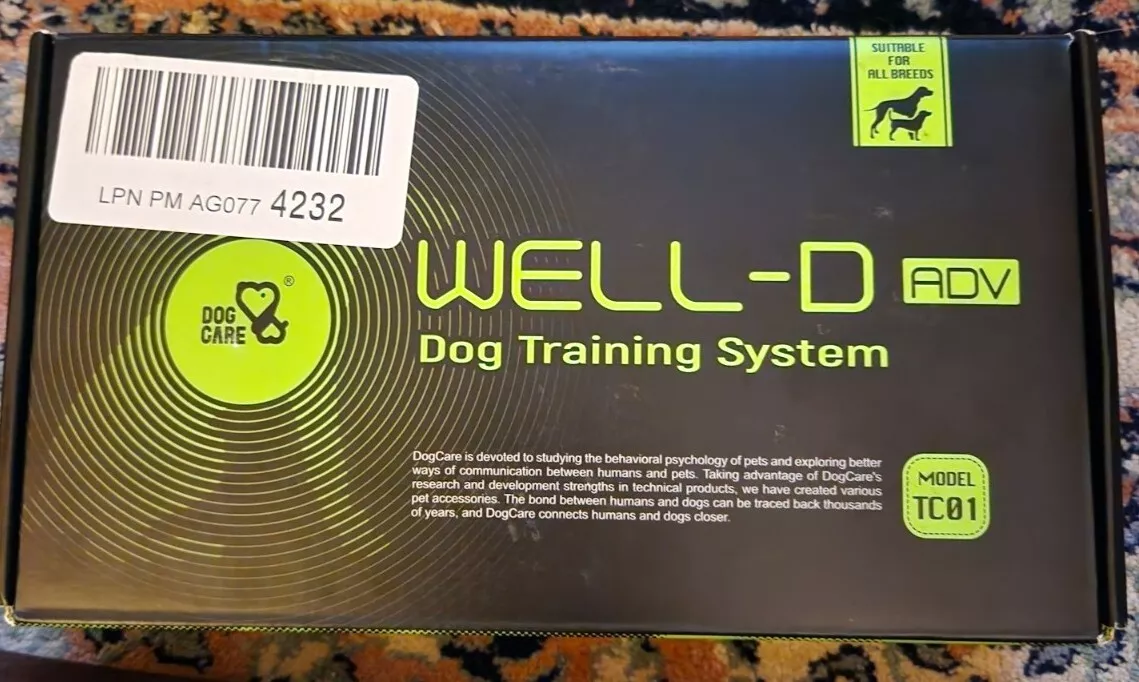 SUITABLE
FOR
ALL BREEDS
LPN PM AG077 4232
DOG
CARE ®
WELL-D ADV
Dog Training System
DogCare is devoted to studying the behavioral psychology of pets and exploring better
ways of communication between humans and pets. Taking advantage of DogCare's
research and development strengths in technical products, we have created various
pet accessories. The bond between humans and dogs can be traced back thousands
of years, and DogCare connects humans and dogs closer.
MODEL
TC01